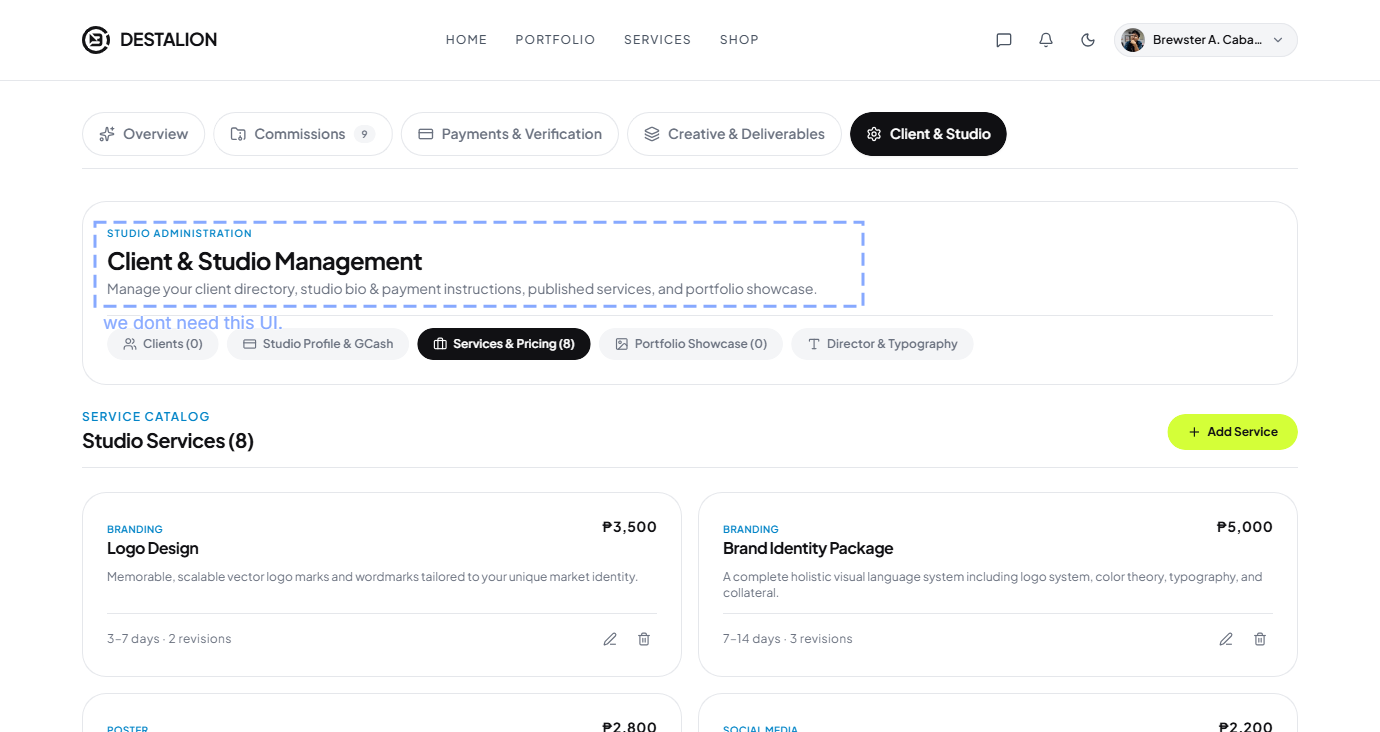 DESTALION
HOME
PORTFOLIO
SERVICES
SHOP
Brewster A. Caba...
Overview
Commissions 9
Payments & Verification
Creative & Deliverables
Client & Studio
STUDIO ADMINISTRATION
Client & Studio Management
Manage your client directory, studio bio & payment instructions, published services, and portfolio showcase.
we dont need this UI.
Clients (0)
Studio Profile & GCash
Services & Pricing (8)
Portfolio Showcase (0)
Director & Typography
SERVICE CATALOG
Studio Services (8)
+ Add Service
BRANDING
₱3,500
Logo Design
Memorable, scalable vector logo marks and wordmarks tailored to your unique market identity.
3–7 days · 2 revisions
BRANDING
₱5,000
Brand Identity Package
A complete holistic visual language system including logo system, color theory, typography, and
collateral.
7–14 days · 3 revisions
POSTER
₱2,800
SOCIAL MEDIA
₱2,200